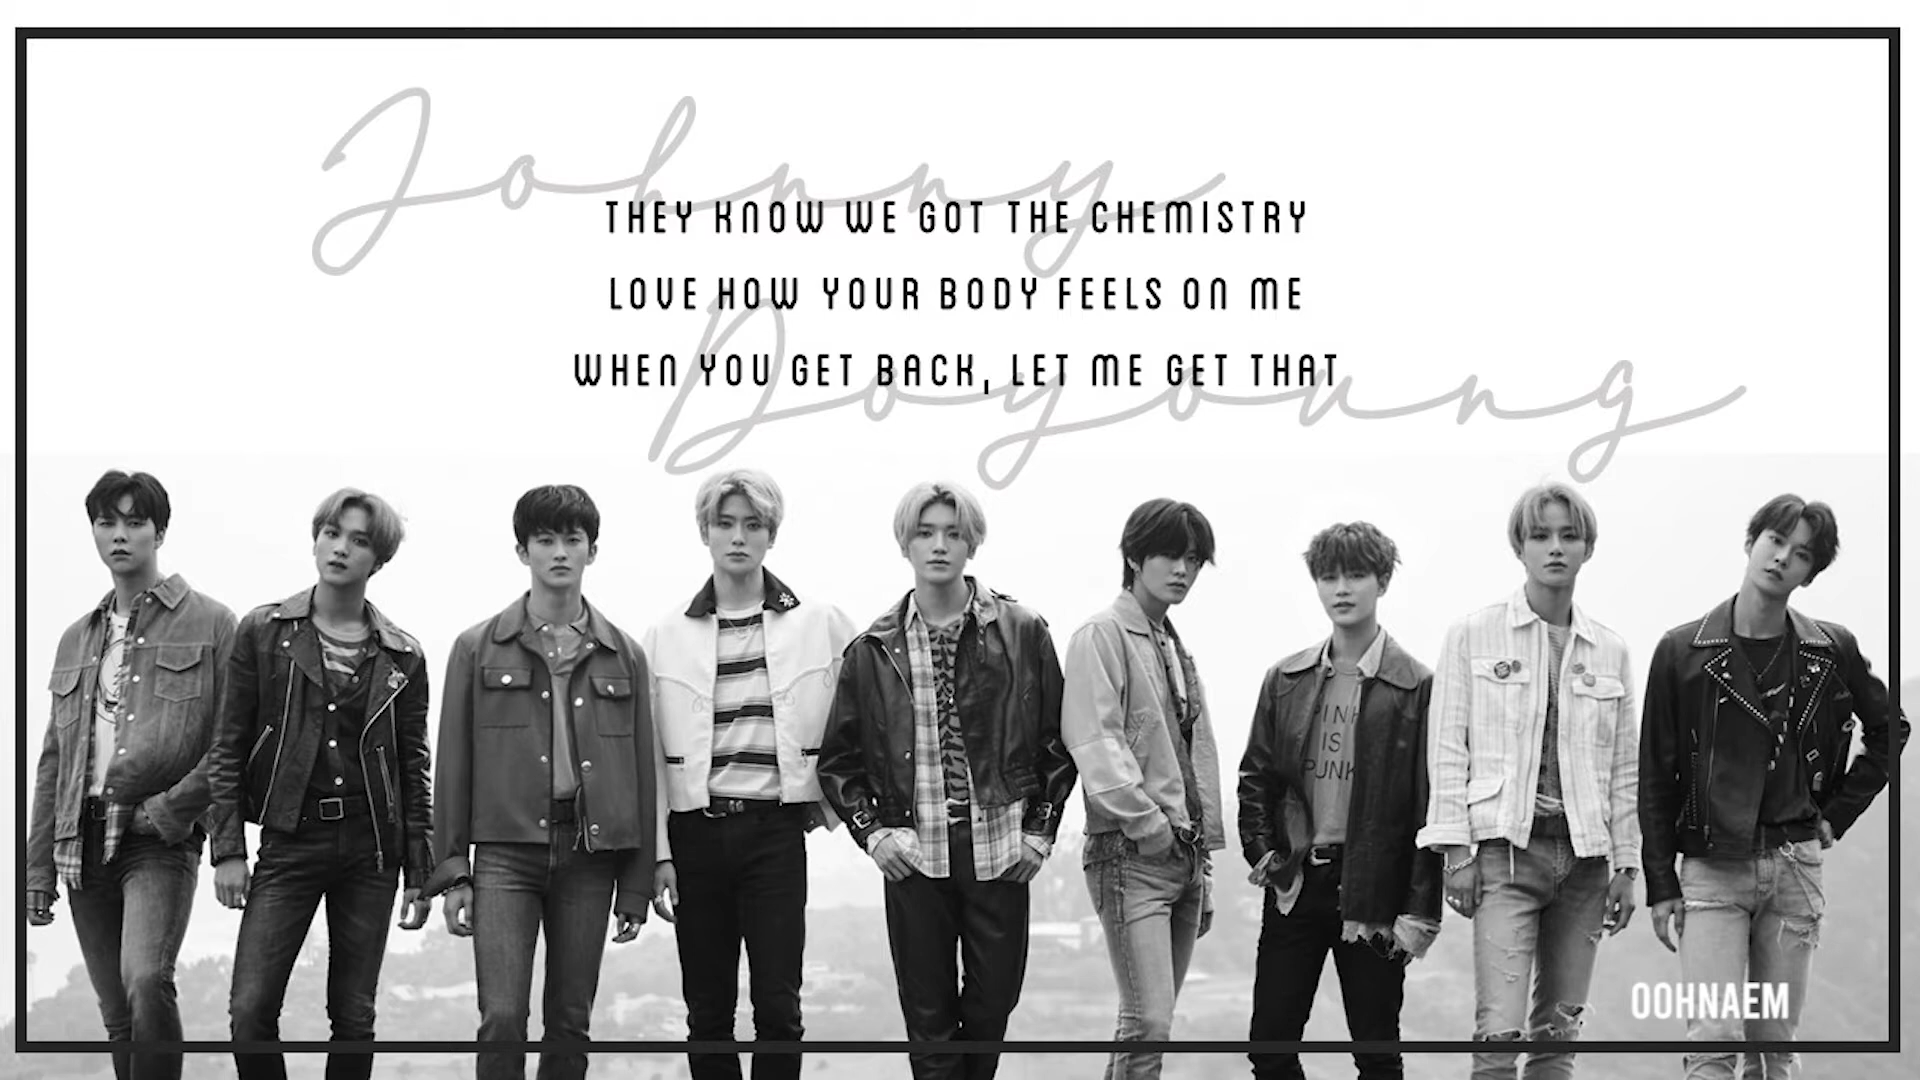 Johnny
THEY KNOW WE GOT THE CHEMISTRY
LOVE HOW YOUR BODY FEELS ON ME
Doyoung
WHEN YOU GET BACK, LET ME GET THAT
PINK
IS
PUNK
OOHNAEM